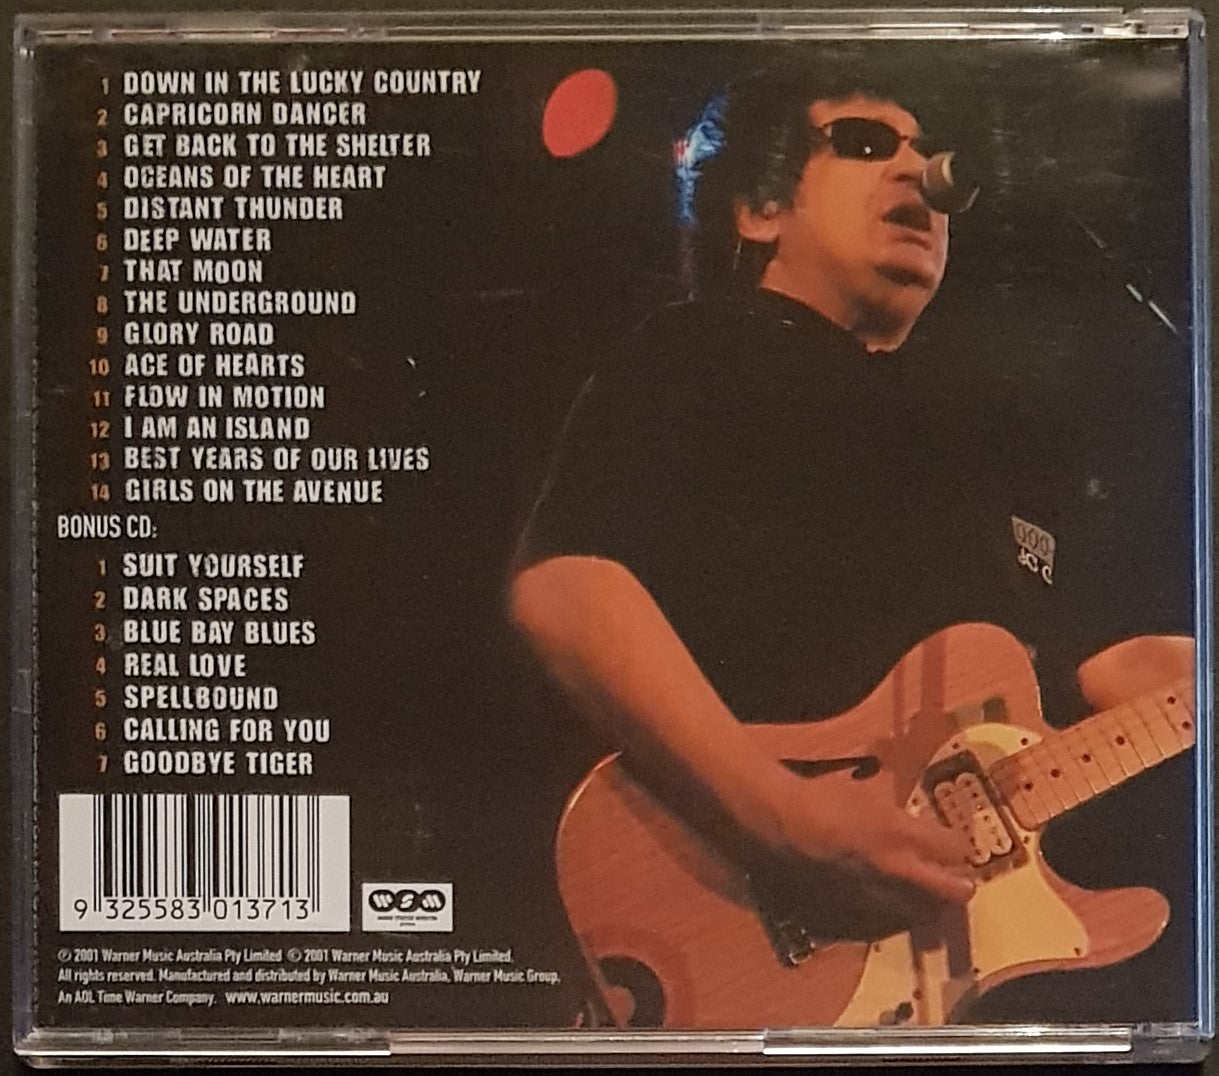 1 DOWN IN THE LUCKY COUNTRY
2 CAPRICORN DANCER
3 GET BACK TO THE SHELTER
4 OCEANS OF THE HEART
5 DISTANT THUNDER
6 DEEP WATER
7 THAT MOON
8 THE UNDERGROUND
9 GLORY ROAD
10 ACE OF HEARTS
11 FLOW IN MOTION
12 I AM AN ISLAND
13 BEST YEARS OF OUR LIVES
14 GIRLS ON THE AVENUE
BONUS CD:
1 SUIT YOURSELF
2 DARK SPACES
3 BLUE BAY BLUES
4 REAL LOVE
5 SPELLBOUND
6 CALLING FOR YOU
7 GOODBYE TIGER
9 325583 013713
WSM
℗ 2001 Warner Music Australia Pty Limited © 2001 Warner Music Australia Pty Limited.
All rights reserved. Manufactured and distributed by Warner Music Australia, Warner Music Group,
An AOL Time Warner Company. www.warnermusic.com.au